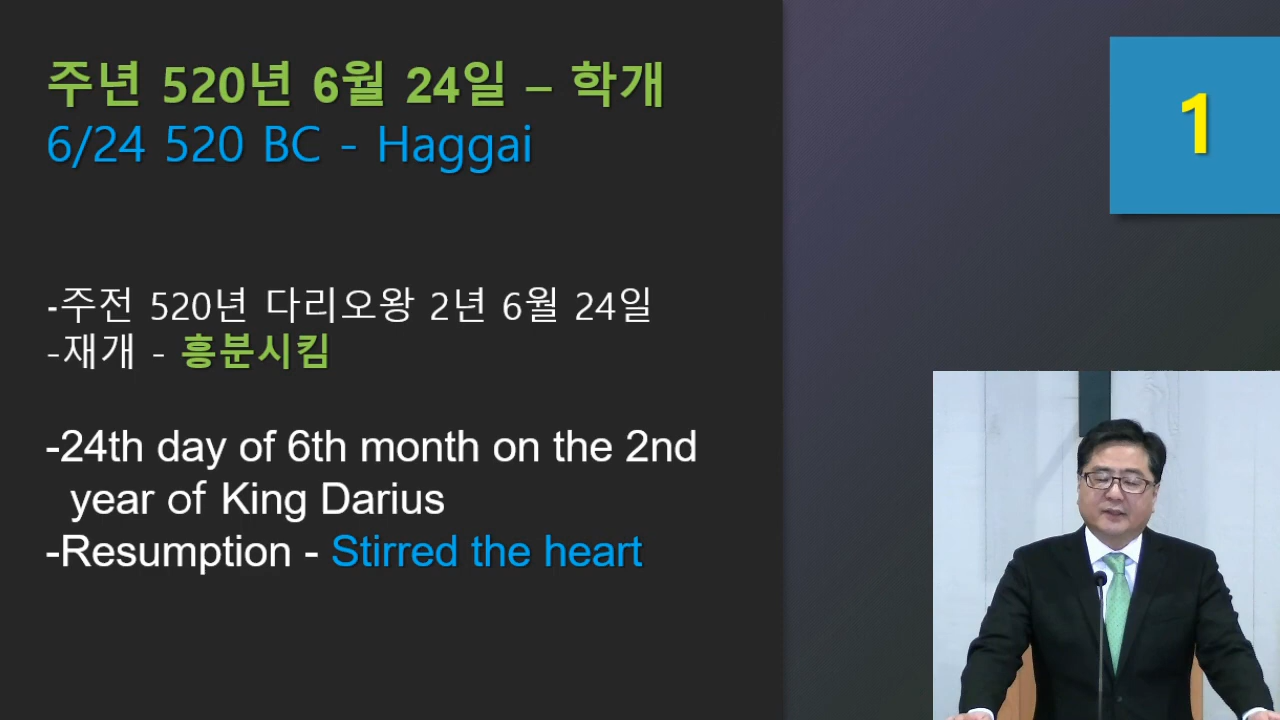 주년 520년 6월 24일 – 학개
6/24 520 BC - Haggai
1
-주전 520년 다리오왕 2년 6월 24일
-재개 - 흥분시킴
-24th day of 6th month on the 2nd
year of King Darius
-Resumption - Stirred the heart